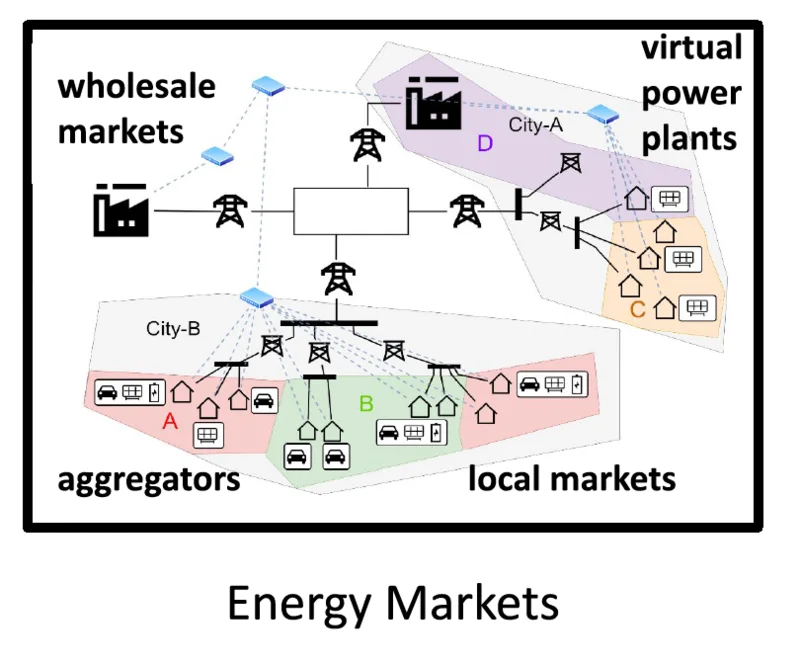 wholesale
markets
virtual
power
plants
City-A
D
C
City-B
A
B
aggregators
local markets
Energy Markets